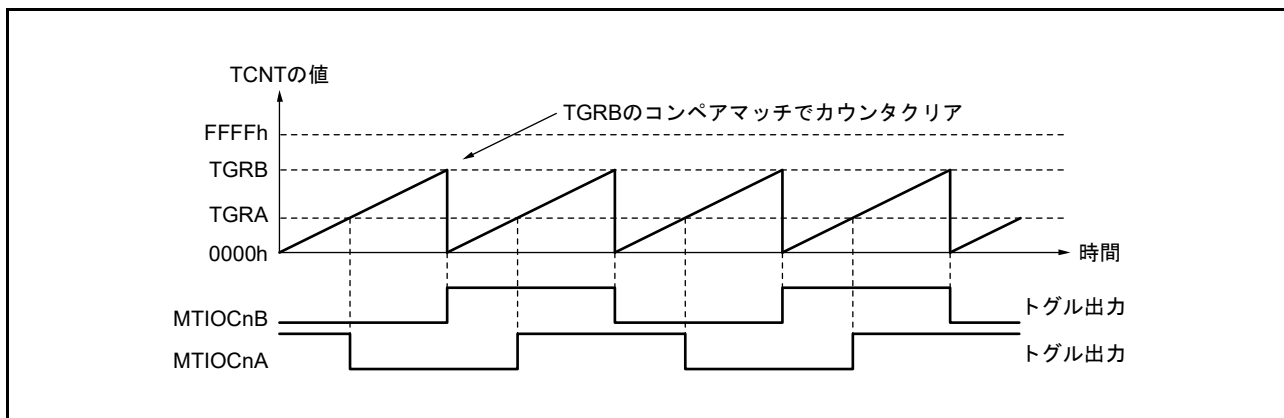 TCNTの値
TGRBのコンペアマッチでカウンタクリア
FFFFh
TGRB
TGRA
0000h
時間
MTIOCnB
トグル出力
MTIOCnA
トグル出力